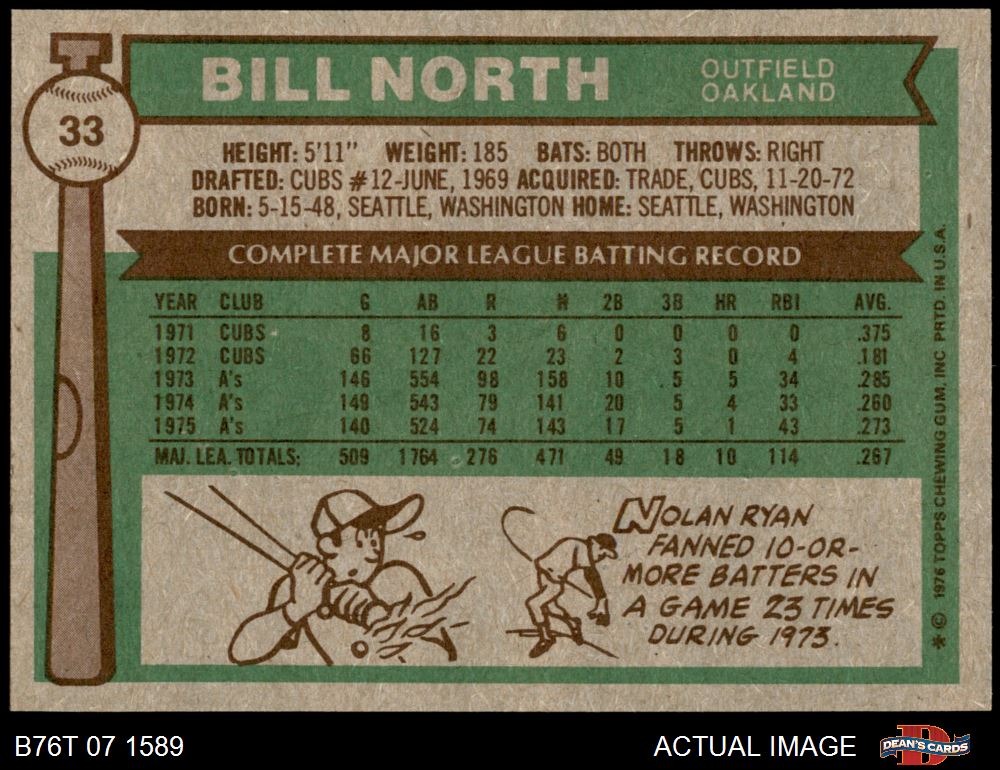 33
BILL NORTH
OUTFIELD
OAKLAND
HEIGHT: 5'11" WEIGHT: 185 BATS: BOTH THROWS: RIGHT
DRAFTED: CUBS #12-JUNE, 1969 ACQUIRED: TRADE, CUBS, 11-20-72
BORN: 5-15-48, SEATTLE, WASHINGTON HOME: SEATTLE, WASHINGTON
COMPLETE MAJOR LEAGUE BATTING RECORD
YEAR CLUB G AB R H 2B 3B HR RBI AVG.
1971 CUBS 8 16 3 6 0 0 0 0 .375
1972 CUBS 66 127 22 23 2 3 0 4 .181
1973 A's 146 554 98 158 10 5 5 34 .285
1974 A's 149 543 79 141 20 5 4 33 .260
1975 A's 140 524 74 143 17 5 1 43 .273
MAJ. LEA. TOTALS: 509 1764 276 471 49 18 10 114 .267
NOLAN RYAN
FANNED 10-OR-
MORE BATTERS IN
A GAME 23 TIMES
DURING 1973.
* © 1976 TOPPS CHEWING GUM, INC PRTD. IN U.S.A.
B76T 07 1589
ACTUAL IMAGE
D
DEAN'S CARDS